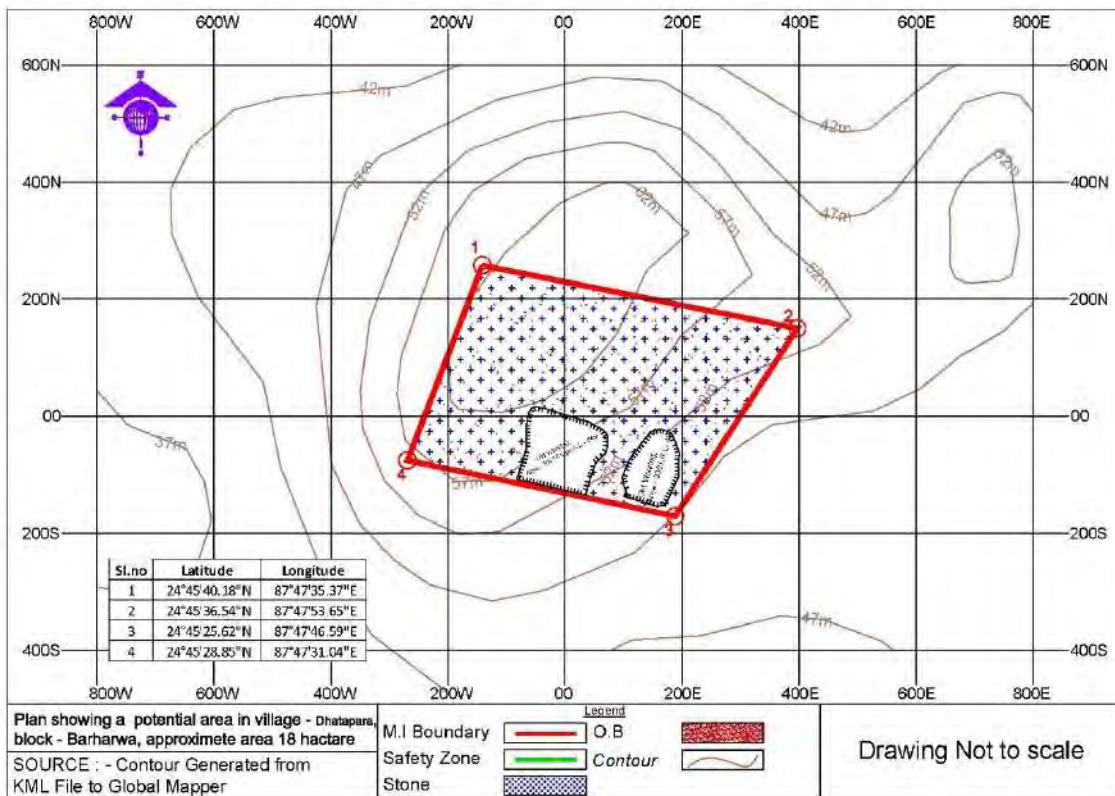 800W 600W 400W 200W 00 200E 400E 600E 800E
600N 600N
400N 400N
200N 200N
00 00
200S 200S
400S 400S
42m
42m
47m
52m
62m
57m
47m
62m
52m
1
2
3
4
57m
57m
37m
47m
Sl.no Latitude Longitude
1 24°45'40.18"N 87°47'35.37"E
2 24°45'36.54"N 87°47'53.65"E
3 24°45'25.62"N 87°47'46.59"E
4 24°45'28.85"N 87°47'31.04"E
800W 600W 400W 200W 00 200E 400E 600E 800E
Plan showing a potential area in village - Dhatapara,
block - Barharwa, approximete area 18 hactare
SOURCE : - Contour Generated from
KML File to Global Mapper
Legend
M.I Boundary O.B
Safety Zone Contour
Stone
Drawing Not to scale